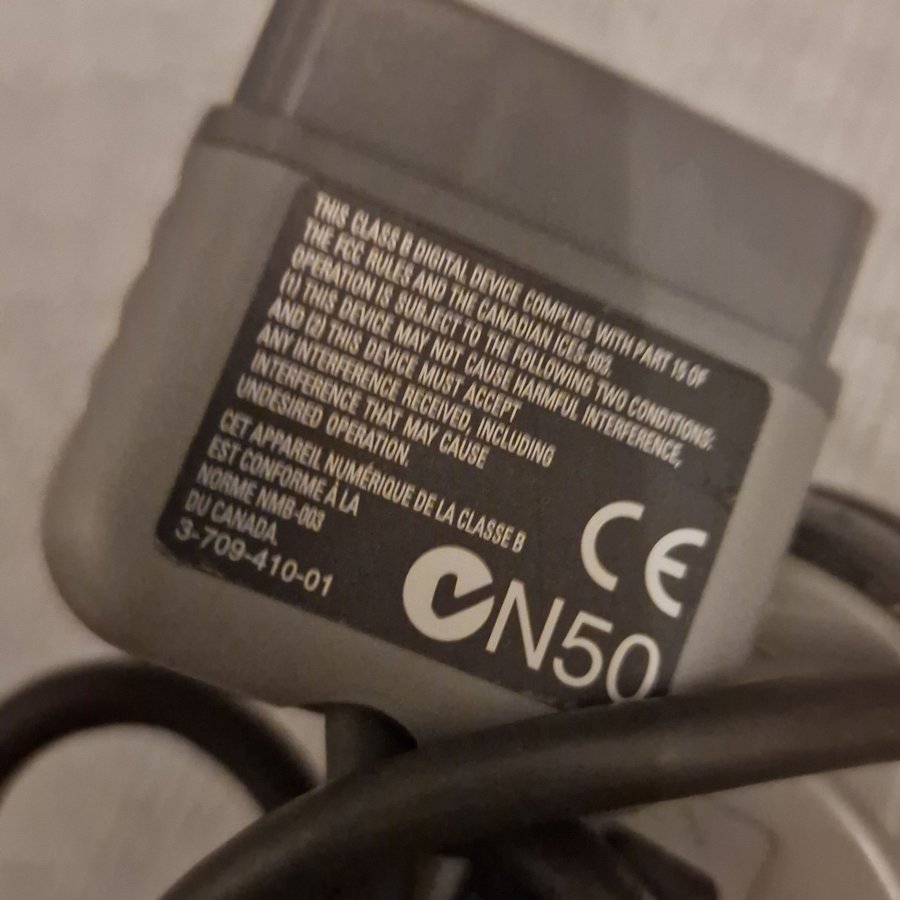 THIS CLASS B DIGITAL DEVICE COMPLIES WITH PART 15 OF
THE FCC RULES AND THE CANADIAN ICES-003.
OPERATION IS SUBJECT TO THE FOLLOWING TWO CONDITIONS:
(1) THIS DEVICE MAY NOT CAUSE HARMFUL INTERFERENCE,
AND (2) THIS DEVICE MUST ACCEPT
ANY INTERFERENCE RECEIVED, INCLUDING
INTERFERENCE THAT MAY CAUSE
UNDESIRED OPERATION.
CET APPAREIL NUMÉRIQUE DE LA CLASSE B
EST CONFORME À LA
NORME NMB-003
DU CANADA.
3-709-410-01
CE
N50